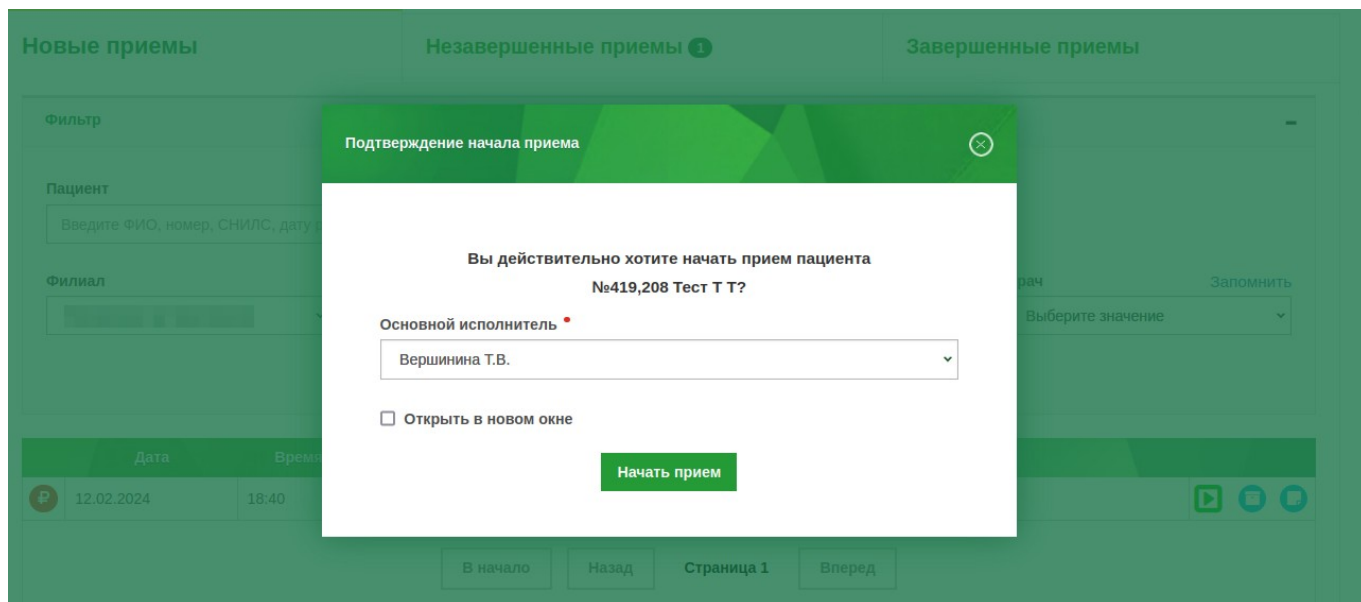 Новые приемы
Незавершенные приемы 1
Завершенные приемы
Фильтр
Подтверждение начала приема
Пациент
Введите ФИО, номер, СНИЛС, дату
Вы действительно хотите начать прием пациента
№419,208 Тест Т Т?
Филиал
рач
Запомнить
Основной исполнитель
Выберите значение
Вершинина Т.В.
Открыть в новом окне
Дата
Время
Начать прием
12.02.2024
18:40
В начало
Назад
Страница 1
Вперед